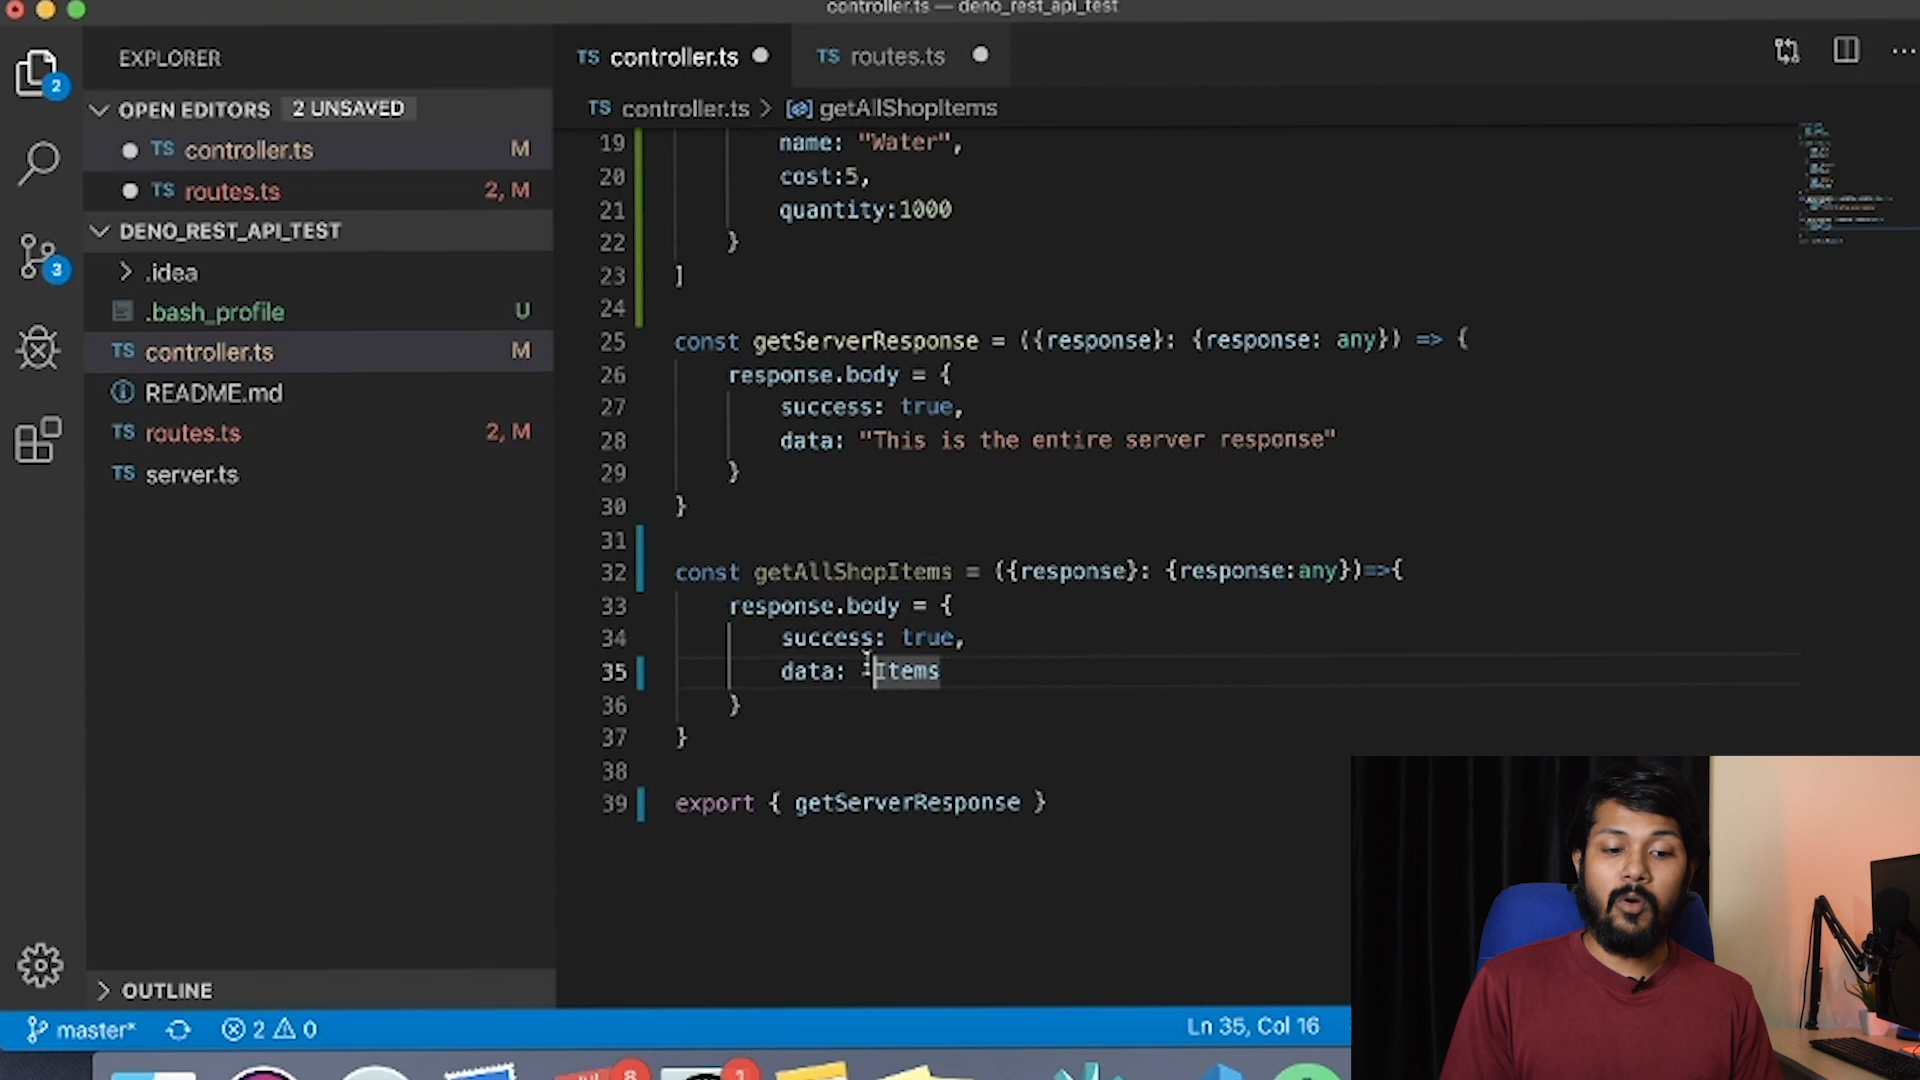 controller.ts — deno_rest_api_test
EXPLORER
TS controller.ts
TS routes.ts
OPEN EDITORS 2 UNSAVED
TS controller.ts M
TS routes.ts 2, M
DENO_REST_API_TEST
.idea
.bash_profile U
TS controller.ts M
README.md
TS routes.ts 2, M
TS server.ts
OUTLINE
2
3
TS controller.ts > getAllShopItems
19 name: "Water",
20 cost:5,
21 quantity:1000
22 }
23 ]
24
25 const getServerResponse = ({response}: {response: any}) => {
26 response.body = {
27 success: true,
28 data: "This is the entire server response"
29 }
30 }
31
32 const getAllShopItems = ({response}: {response:any})=>{
33 response.body = {
34 success: true,
35 data: Items
36 }
37 }
38
39 export { getServerResponse }
master* 2 0
Ln 35, Col 16
8
1